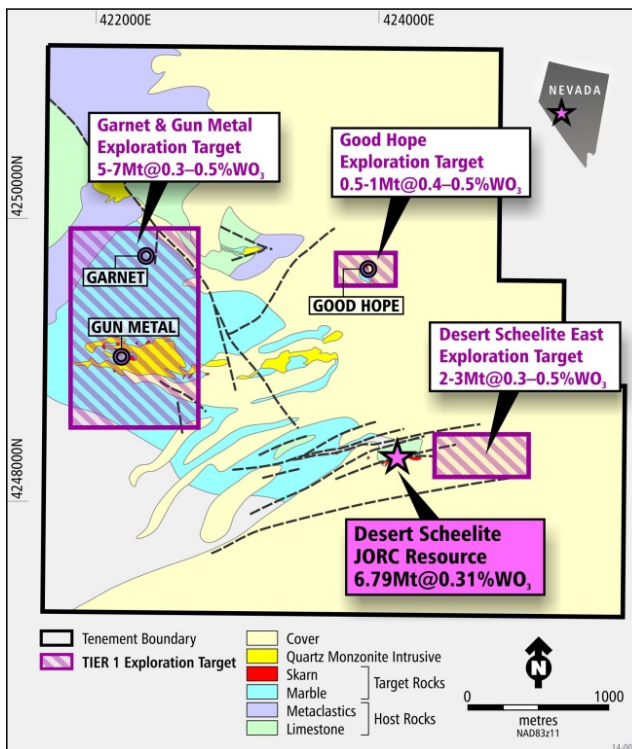 422000E
424000E
NEVADA
Garnet & Gun Metal
Exploration Target
5-7Mt@0.3–0.5%WO₃
Good Hope
Exploration Target
0.5-1Mt@0.4–0.5%WO₃
4250000N
GARNET
GOOD HOPE
GUN METAL
Desert Scheelite East
Exploration Target
2-3Mt@0.3–0.5%WO₃
4248000N
Desert Scheelite
JORC Resource
6.79Mt@0.31%WO₃
Tenement Boundary
TIER 1 Exploration Target
Cover
Quartz Monzonite Intrusive
Skarn
Marble
Target Rocks
Metaclastics
Limestone
Host Rocks
N
0 1000
metres
NAD83z11